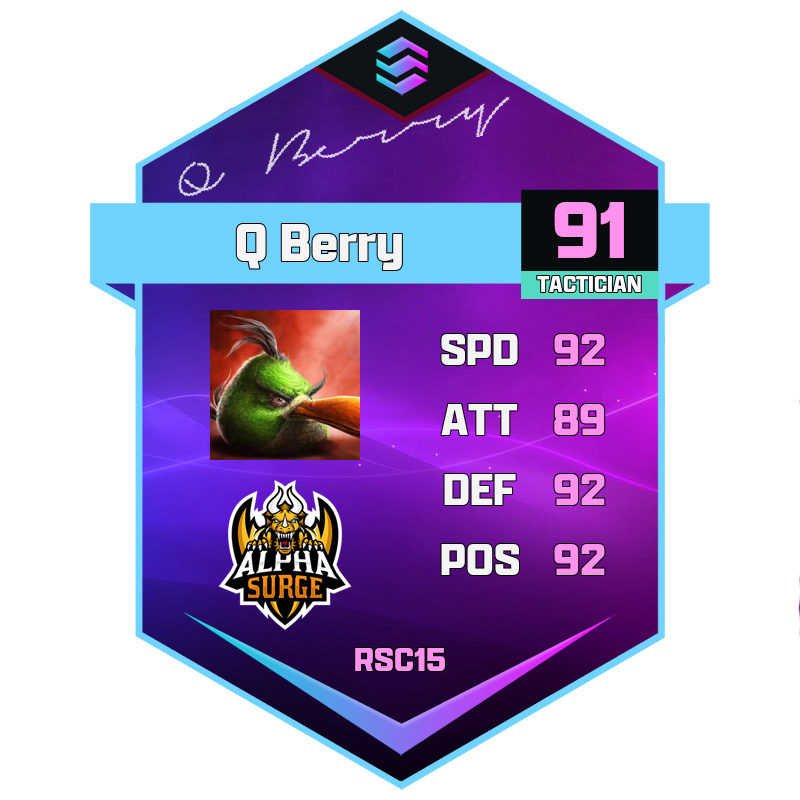 Q Berry
Q Berry
91
TACTICIAN
SPD 92
ATT 89
DEF 92
POS 92
ALPHA
SURGE
RSC15